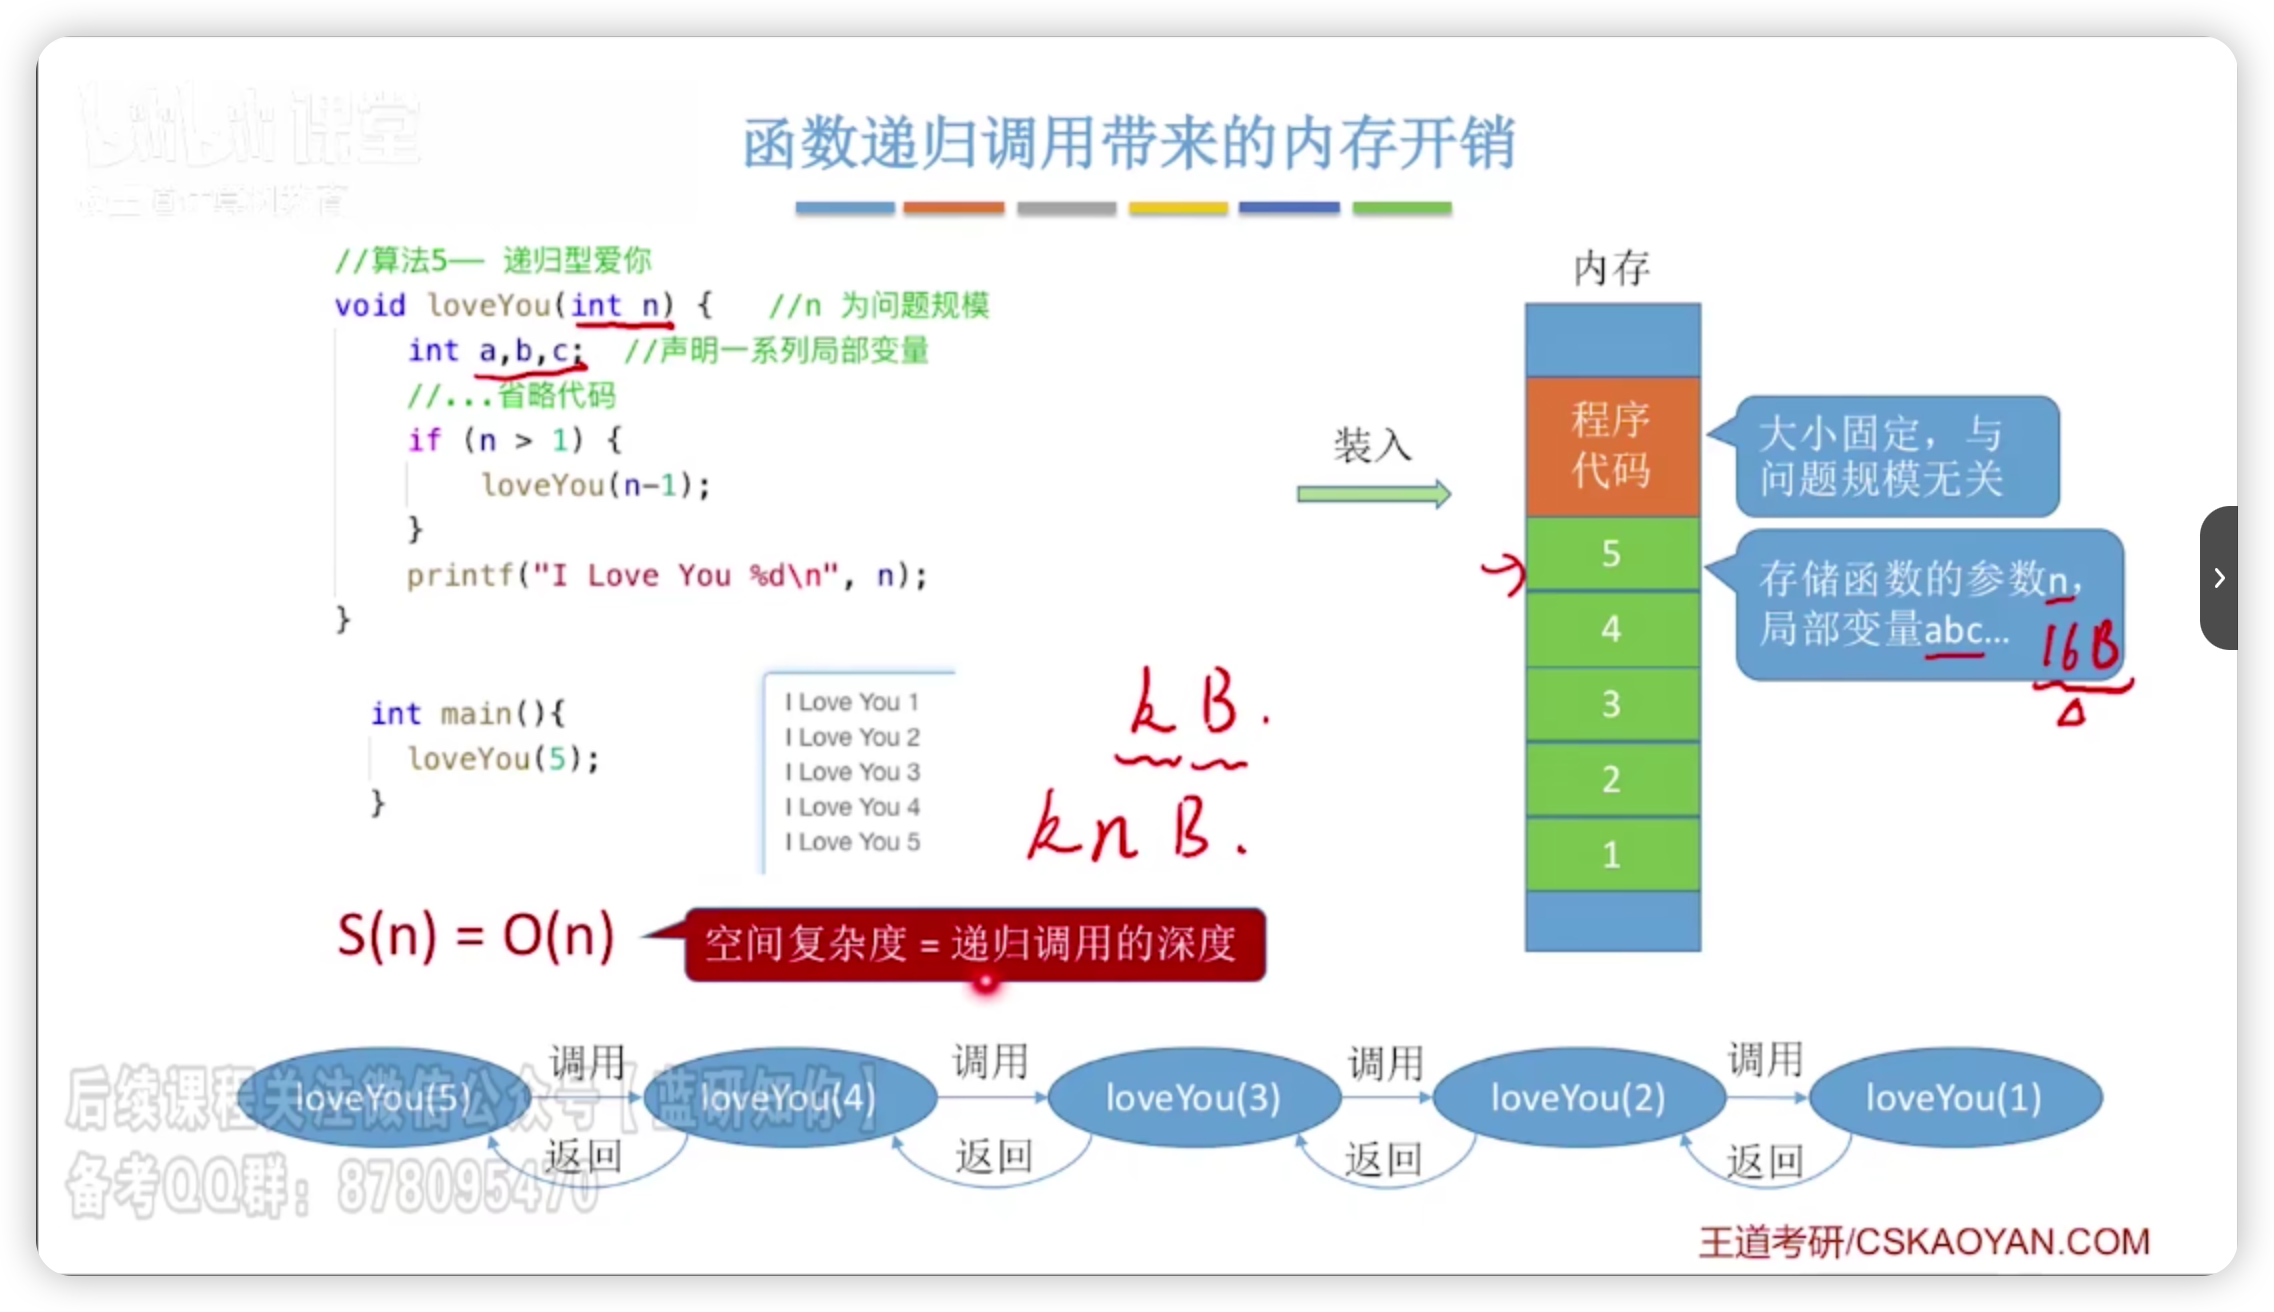 bilibili 课堂
@王道计算机教育
函数递归调用带来的内存开销
//算法5—— 递归型爱你
void loveYou(int n) { //n 为问题规模
int a,b,c; //声明一系列局部变量
//...省略代码
if (n > 1) {
loveYou(n-1);
}
printf("I Love You %d\n", n);
}
int main(){
loveYou(5);
}
I Love You 1
I Love You 2
I Love You 3
I Love You 4
I Love You 5
k B.
k n B.
装入
内存
程序
代码
5
4
3
2
1
大小固定，与
问题规模无关
存储函数的参数n，
局部变量abc...
16B
S(n) = O(n)
空间复杂度 = 递归调用的深度
loveYou(5)
调用
返回
loveYou(4)
调用
返回
loveYou(3)
调用
返回
loveYou(2)
调用
返回
loveYou(1)
后续课程关注微信公众号【蓝研知你】
备考QQ群：878095470
王道考研/CSKAOYAN.COM